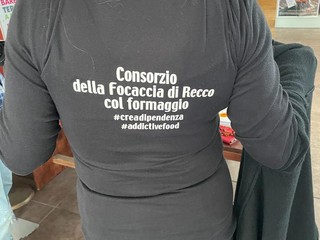 Consorzio
della Focaccia di Recco
col formaggio
#creadipendenza
#addictivefood